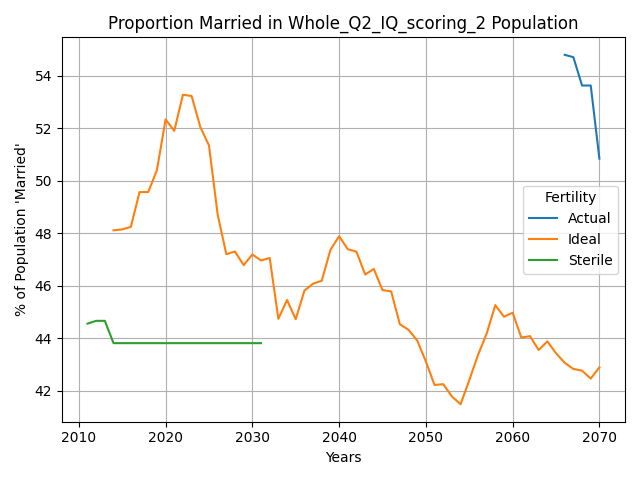 Proportion Married in Whole_Q2_IQ_scoring_2 Population
% of Population 'Married'
54
52
50
48
46
44
42
Fertility
Actual
Ideal
Sterile
2010 2020 2030 2040 2050 2060 2070
Years